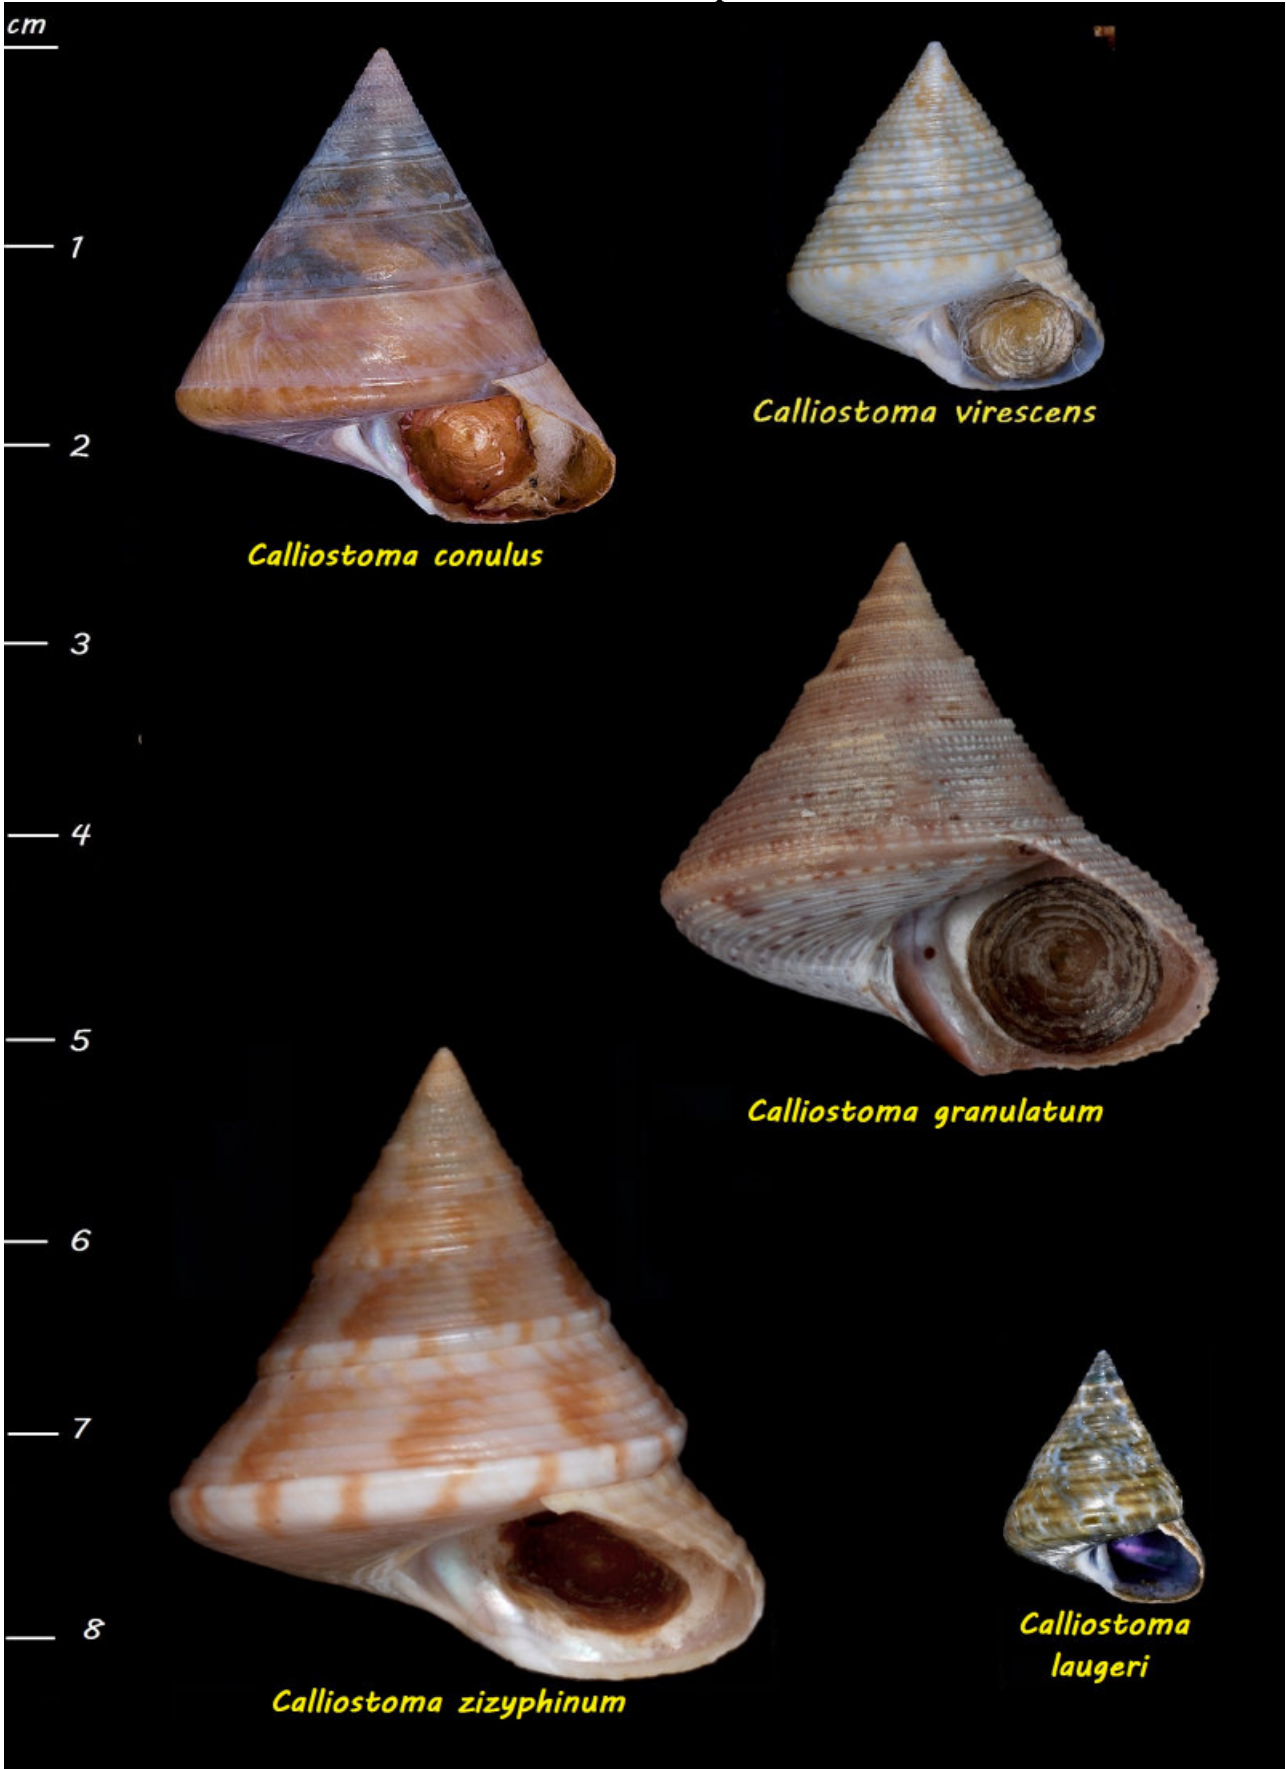 cm
1
Calliostoma virescens
2
Calliostoma conulus
3
4
5
Calliostoma granulatum
6
7
8
Calliostoma
laugeri
Calliostoma zizyphinum